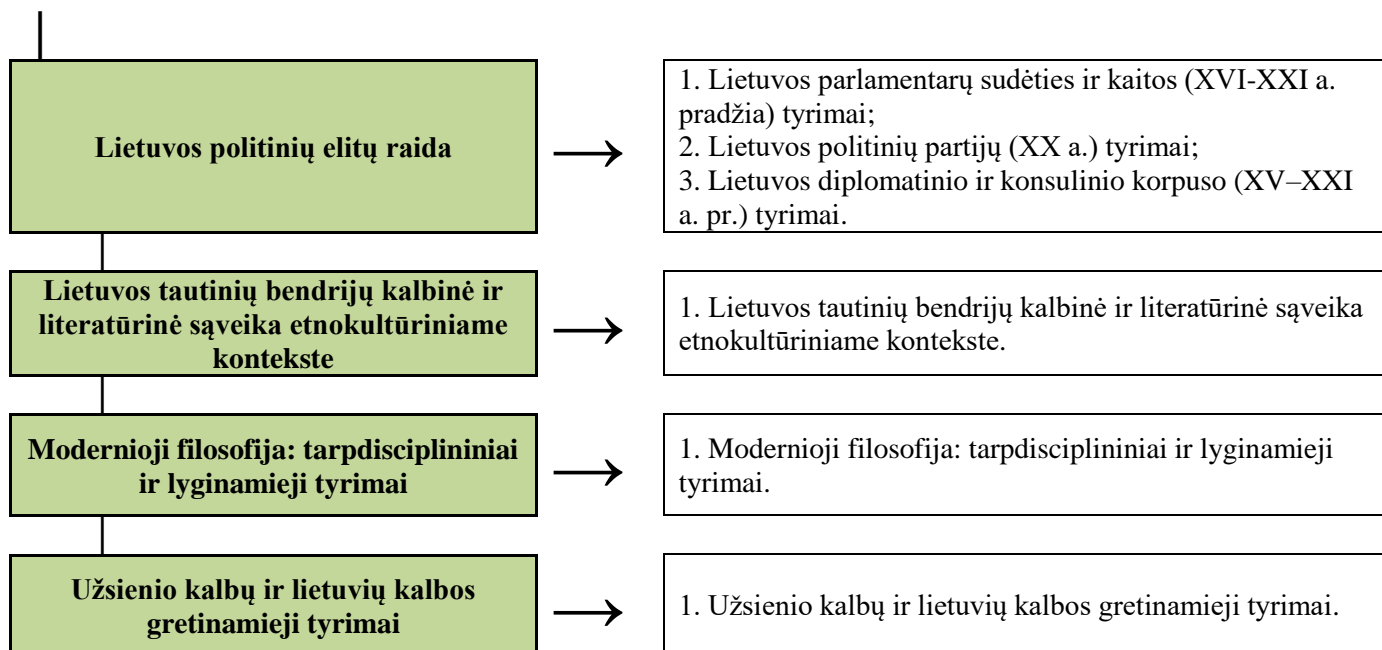 Lietuvos politinių elitų raida
1. Lietuvos parlamentarų sudėties ir kaitos (XVI-XXI a.
pradžia) tyrimai;
2. Lietuvos politinių partijų (XX a.) tyrimai;
3. Lietuvos diplomatinio ir konsulinio korpuso (XV–XXI
a. pr.) tyrimai.
Lietuvos tautinių bendrijų kalbinė ir
literatūrinė sąveika etnokultūriniame
kontekste
1. Lietuvos tautinių bendrijų kalbinė ir literatūrinė sąveika
etnokultūriniame kontekste.
Modernioji filosofija: tarpdisciplininiai
ir lyginamieji tyrimai
1. Modernioji filosofija: tarpdisciplininiai ir lyginamieji
tyrimai.
Užsienio kalbų ir lietuvių kalbos
gretinamieji tyrimai
1. Užsienio kalbų ir lietuvių kalbos gretinamieji tyrimai.